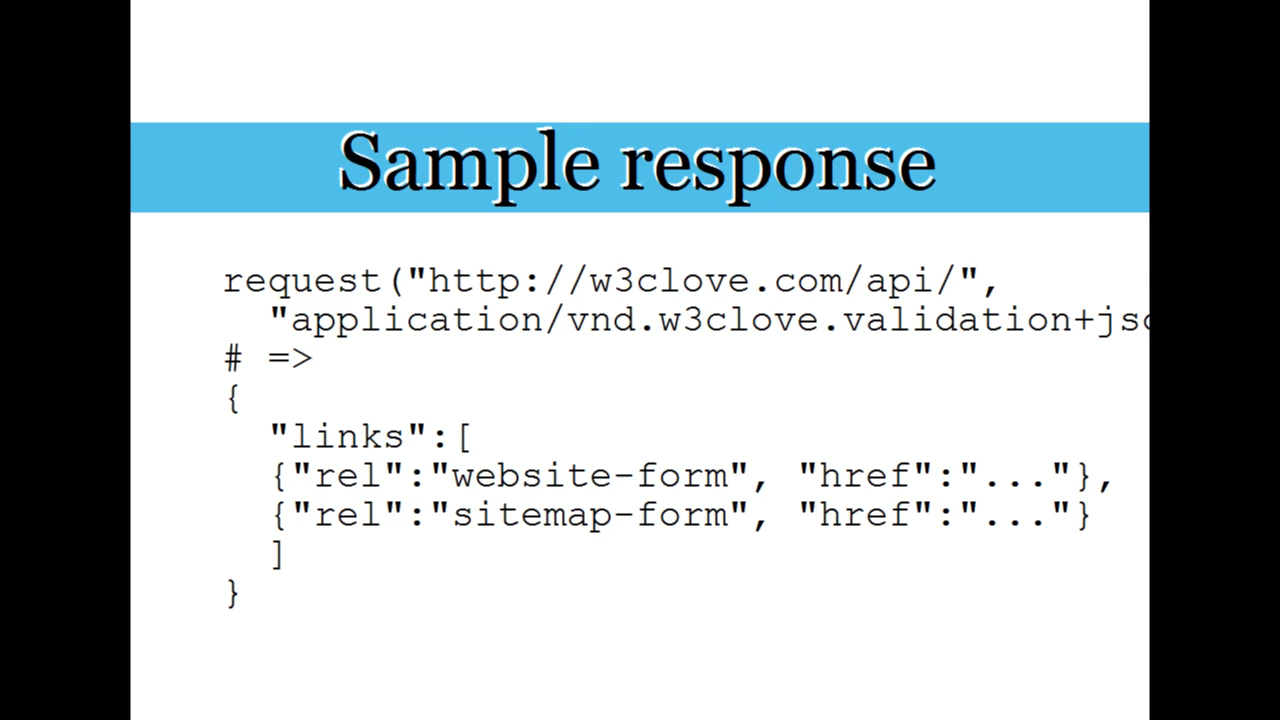 Sample response
request("http://w3clove.com/api/",
"application/vnd.w3clove.validation+jso
# =>
{
"links":[
{"rel":"website-form", "href":"..."},
{"rel":"sitemap-form", "href":"..."}
]
}